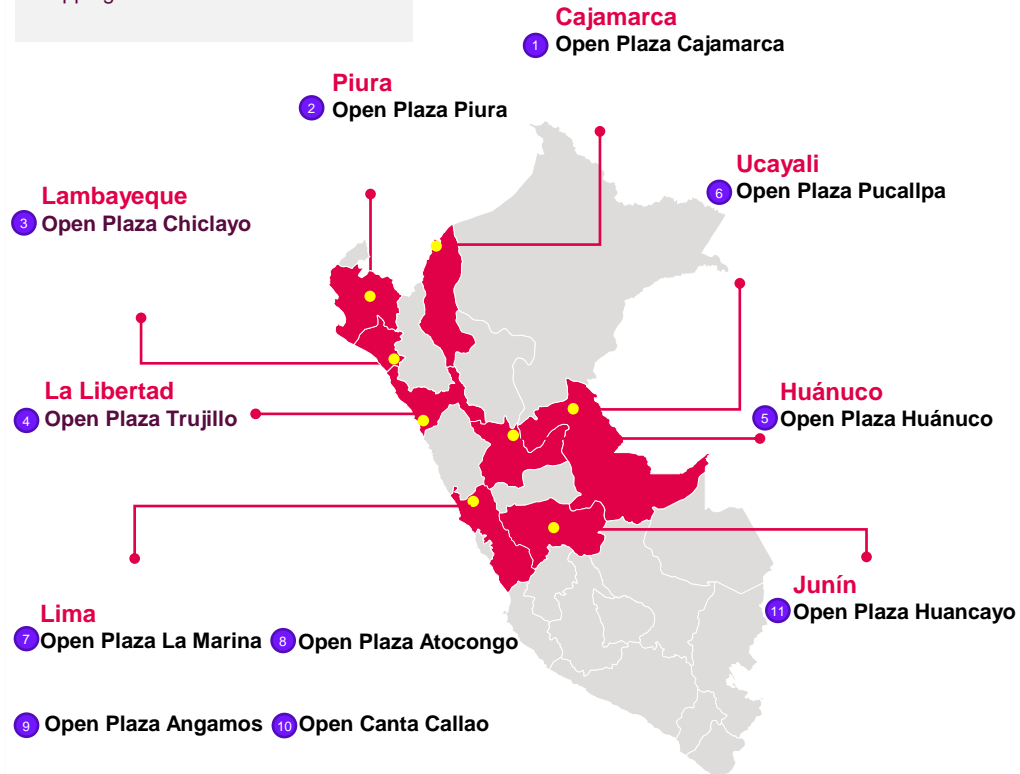 Cajamarca
1 Open Plaza Cajamarca
Piura
2 Open Plaza Piura
Ucayali
6 Open Plaza Pucallpa
Lambayeque
3 Open Plaza Chiclayo
La Libertad
4 Open Plaza Trujillo
Huánuco
5 Open Plaza Huánuco
Junín
11 Open Plaza Huancayo
Lima
7 Open Plaza La Marina
8 Open Plaza Atocongo
9 Open Plaza Angamos
10 Open Canta Callao